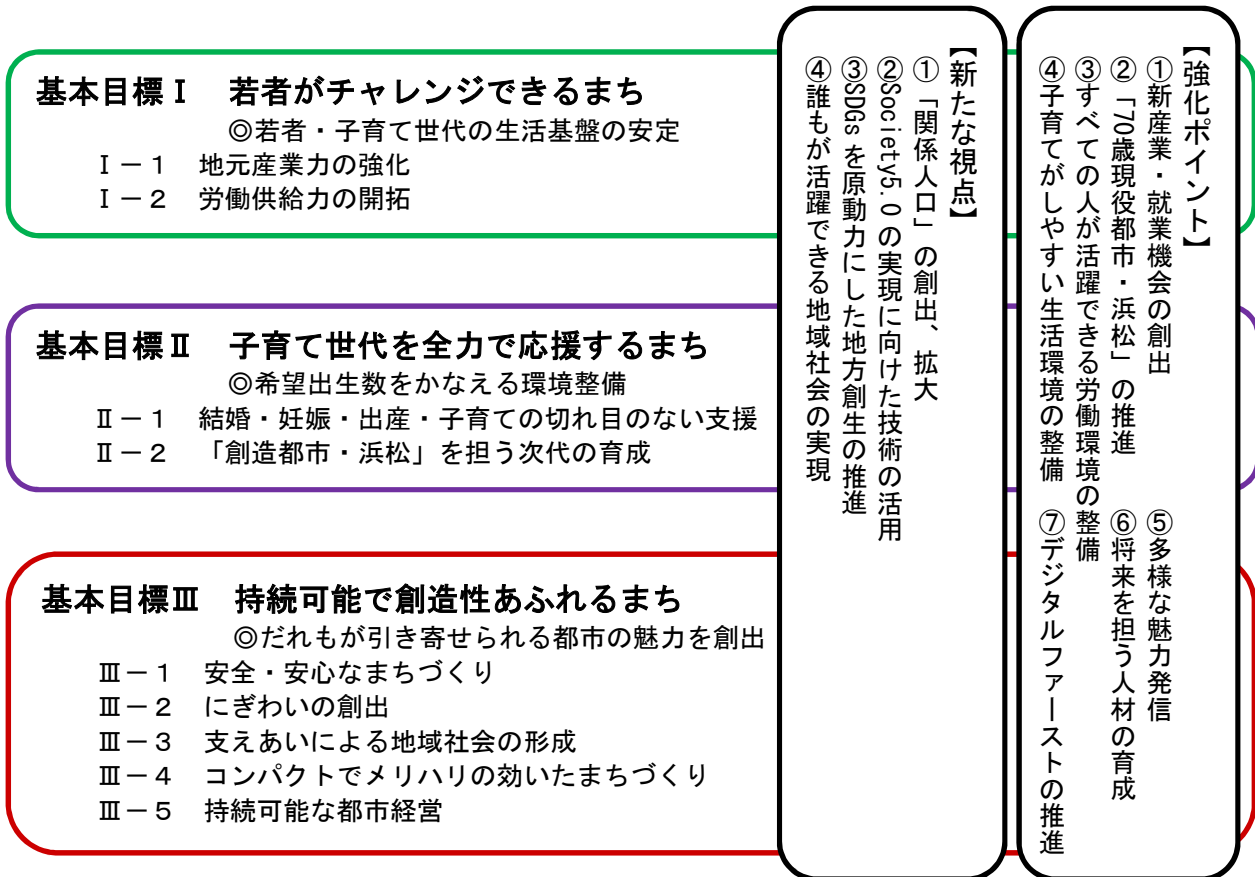 基本目標Ⅰ　若者がチャレンジできるまち
◎若者・子育て世代の生活基盤の安定
Ⅰ－１　地元産業力の強化
Ⅰ－２　労働供給力の開拓
基本目標Ⅱ　子育て世代を全力で応援するまち
◎希望出生数をかなえる環境整備
Ⅱ－１　結婚・妊娠・出産・子育ての切れ目のない支援
Ⅱ－２　「創造都市・浜松」を担う次代の育成
基本目標Ⅲ　持続可能で創造性あふれるまち
◎だれもが引き寄せられる都市の魅力を創出
Ⅲ－１　安全・安心なまちづくり
Ⅲ－２　にぎわいの創出
Ⅲ－３　支えあいによる地域社会の形成
Ⅲ－４　コンパクトでメリハリの効いたまちづくり
Ⅲ－５　持続可能な都市経営
【新たな視点】
①「関係人口」の創出、拡大
②Society5.0の実現に向けた技術の活用
③SDGsを原動力にした地方創生の推進
④誰もが活躍できる地域社会の実現
【強化ポイント】
①新産業・就業機会の創出
②「70歳現役都市・浜松」の推進
③すべての人が活躍できる労働環境の整備
④子育てがしやすい生活環境の整備
⑤多様な魅力発信
⑥将来を担う人材の育成
⑦デジタルファーストの推進